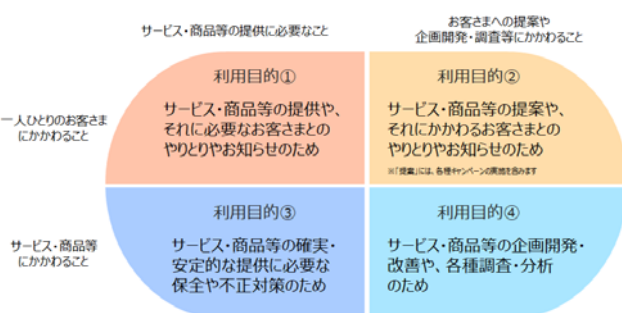 サービス・商品等の提供に必要なこと
お客さまへの提案や
企画開発・調査等にかかわること
一人ひとりのお客さま
にかかわること
利用目的①
サービス・商品等の提供や、
それに必要なお客さまとの
やりとりやお知らせのため
利用目的②
サービス・商品等の提案や、
それにかかわるお客さまとの
やりとりやお知らせのため
※「提案」には、各種キャンペーンの実施を含みます
サービス・商品等
にかかわること
利用目的③
サービス・商品等の確実・
安定的な提供に必要な
保全や不正対策のため
利用目的④
サービス・商品等の企画開発・
改善や、各種調査・分析
のため